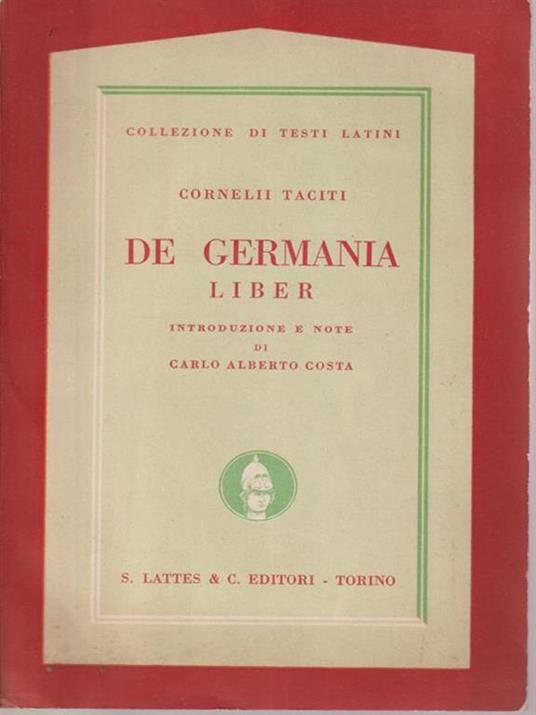 COLLEZIONE DI TESTI LATINI
CORNELII TACITI
DE GERMANIA
LIBER
INTRODUZIONE E NOTE
DI
CARLO ALBERTO COSTA
S. LATTES & C. EDITORI - TORINO